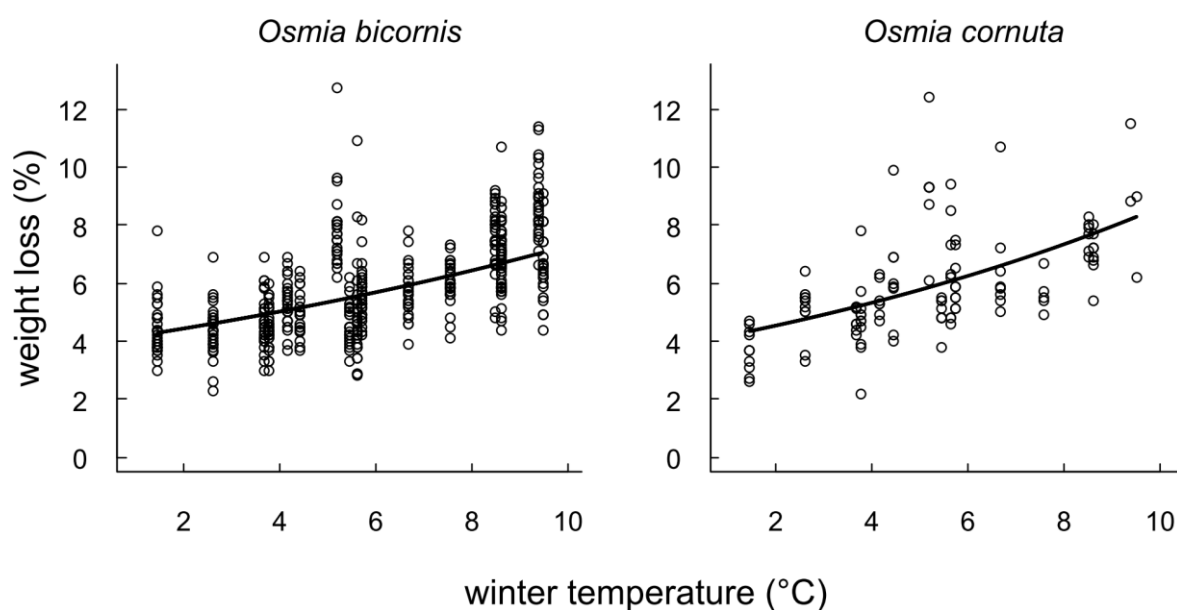 Osmia bicornis
Osmia cornuta
weight loss (%)
12
10
8
6
4
2
0
2 4 6 8 10
12
10
8
6
4
2
0
2 4 6 8 10
winter temperature (°C)